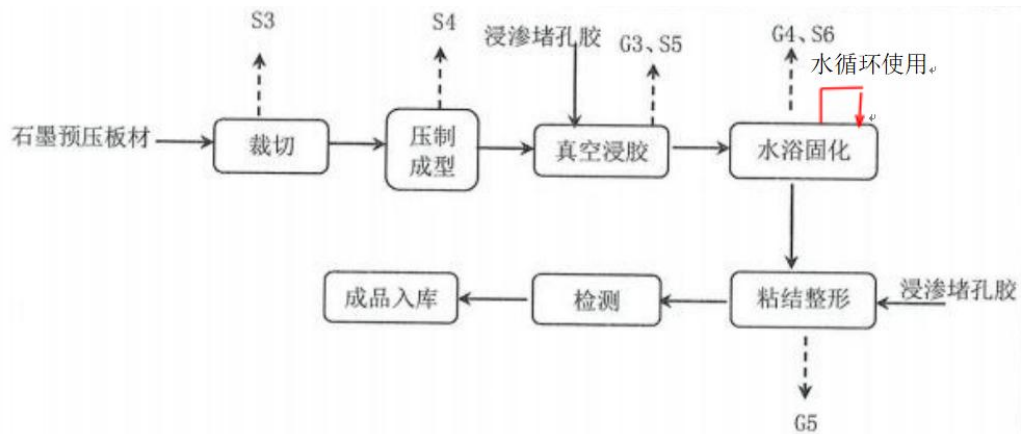 S3
S4
浸渗堵孔胶
G3、S5
G4、S6
水循环使用
石墨预压板材
裁切
压制
成型
真空浸胶
水浴固化
成品入库
检测
粘结整形
浸渗堵孔胶
G5